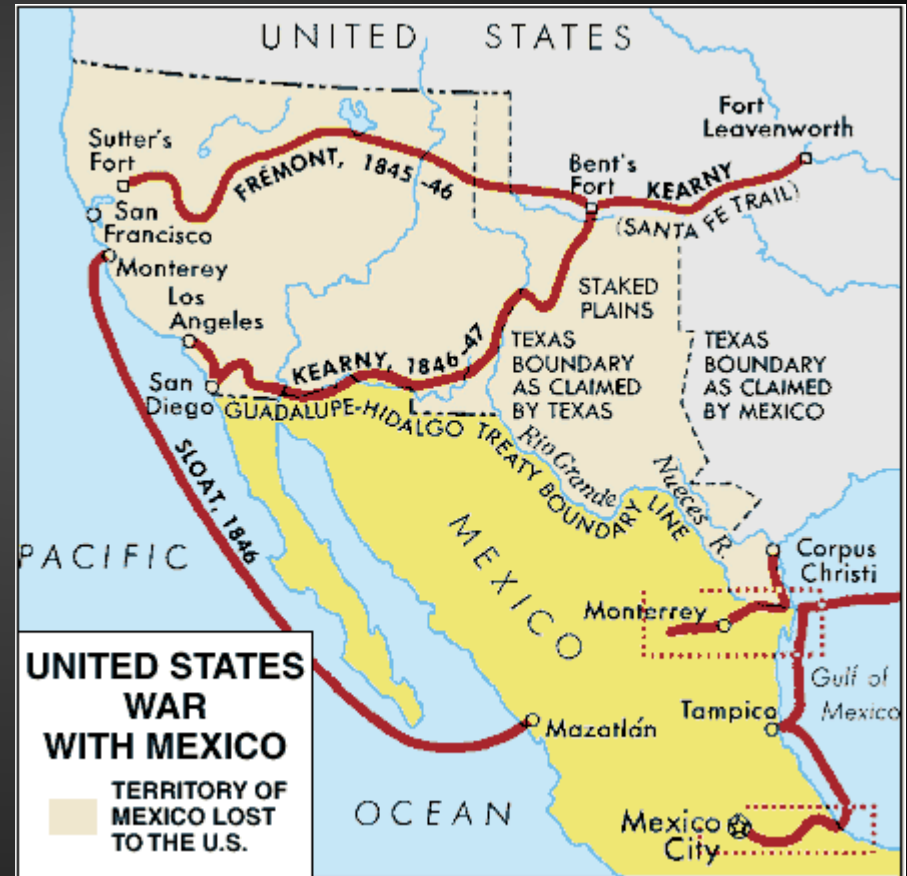 UNITED STATES
Fort
Leavenworth
Sutter's
Fort
FRÉMONT, 1845-46
Bent's
Fort
KEARNY
(SANTA FE TRAIL)
San
Francisco
Monterey
Los
Angeles
STAKED
PLAINS
KEARNY, 1846-47
TEXAS
BOUNDARY
AS CLAIMED
BY TEXAS
TEXAS
BOUNDARY
AS CLAIMED
BY MEXICO
San
Diego
GUADALUPE-HIDALGO TREATY BOUNDARY LINE
Rio Grande
Nueces R.
SLOAT, 1846
PACIFIC
MEXICO
Corpus
Christi
Monterrey
Gulf of
Mexico
Tampico
Mazatlán
OCEAN
Mexico
City
UNITED STATES
WAR
WITH MEXICO
TERRITORY OF
MEXICO LOST
TO THE U.S.